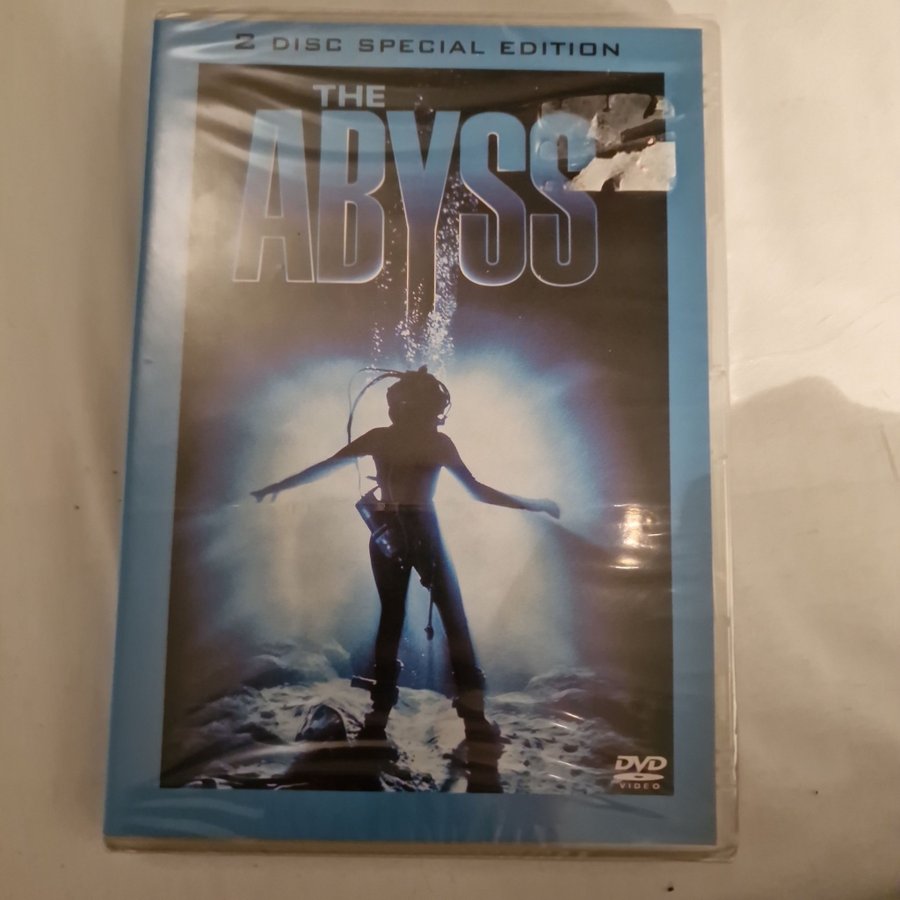 2 DISC SPECIAL EDITION
THE
ABYSS
DVD
VIDEO